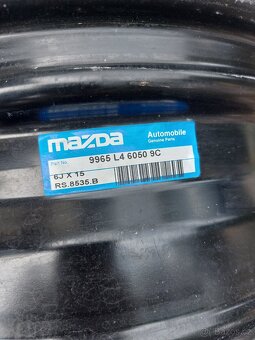 mazda
Automobile
Genuine Parts
Part No.
9965 L4 6050 9C
6J X 15
RS.8535.B